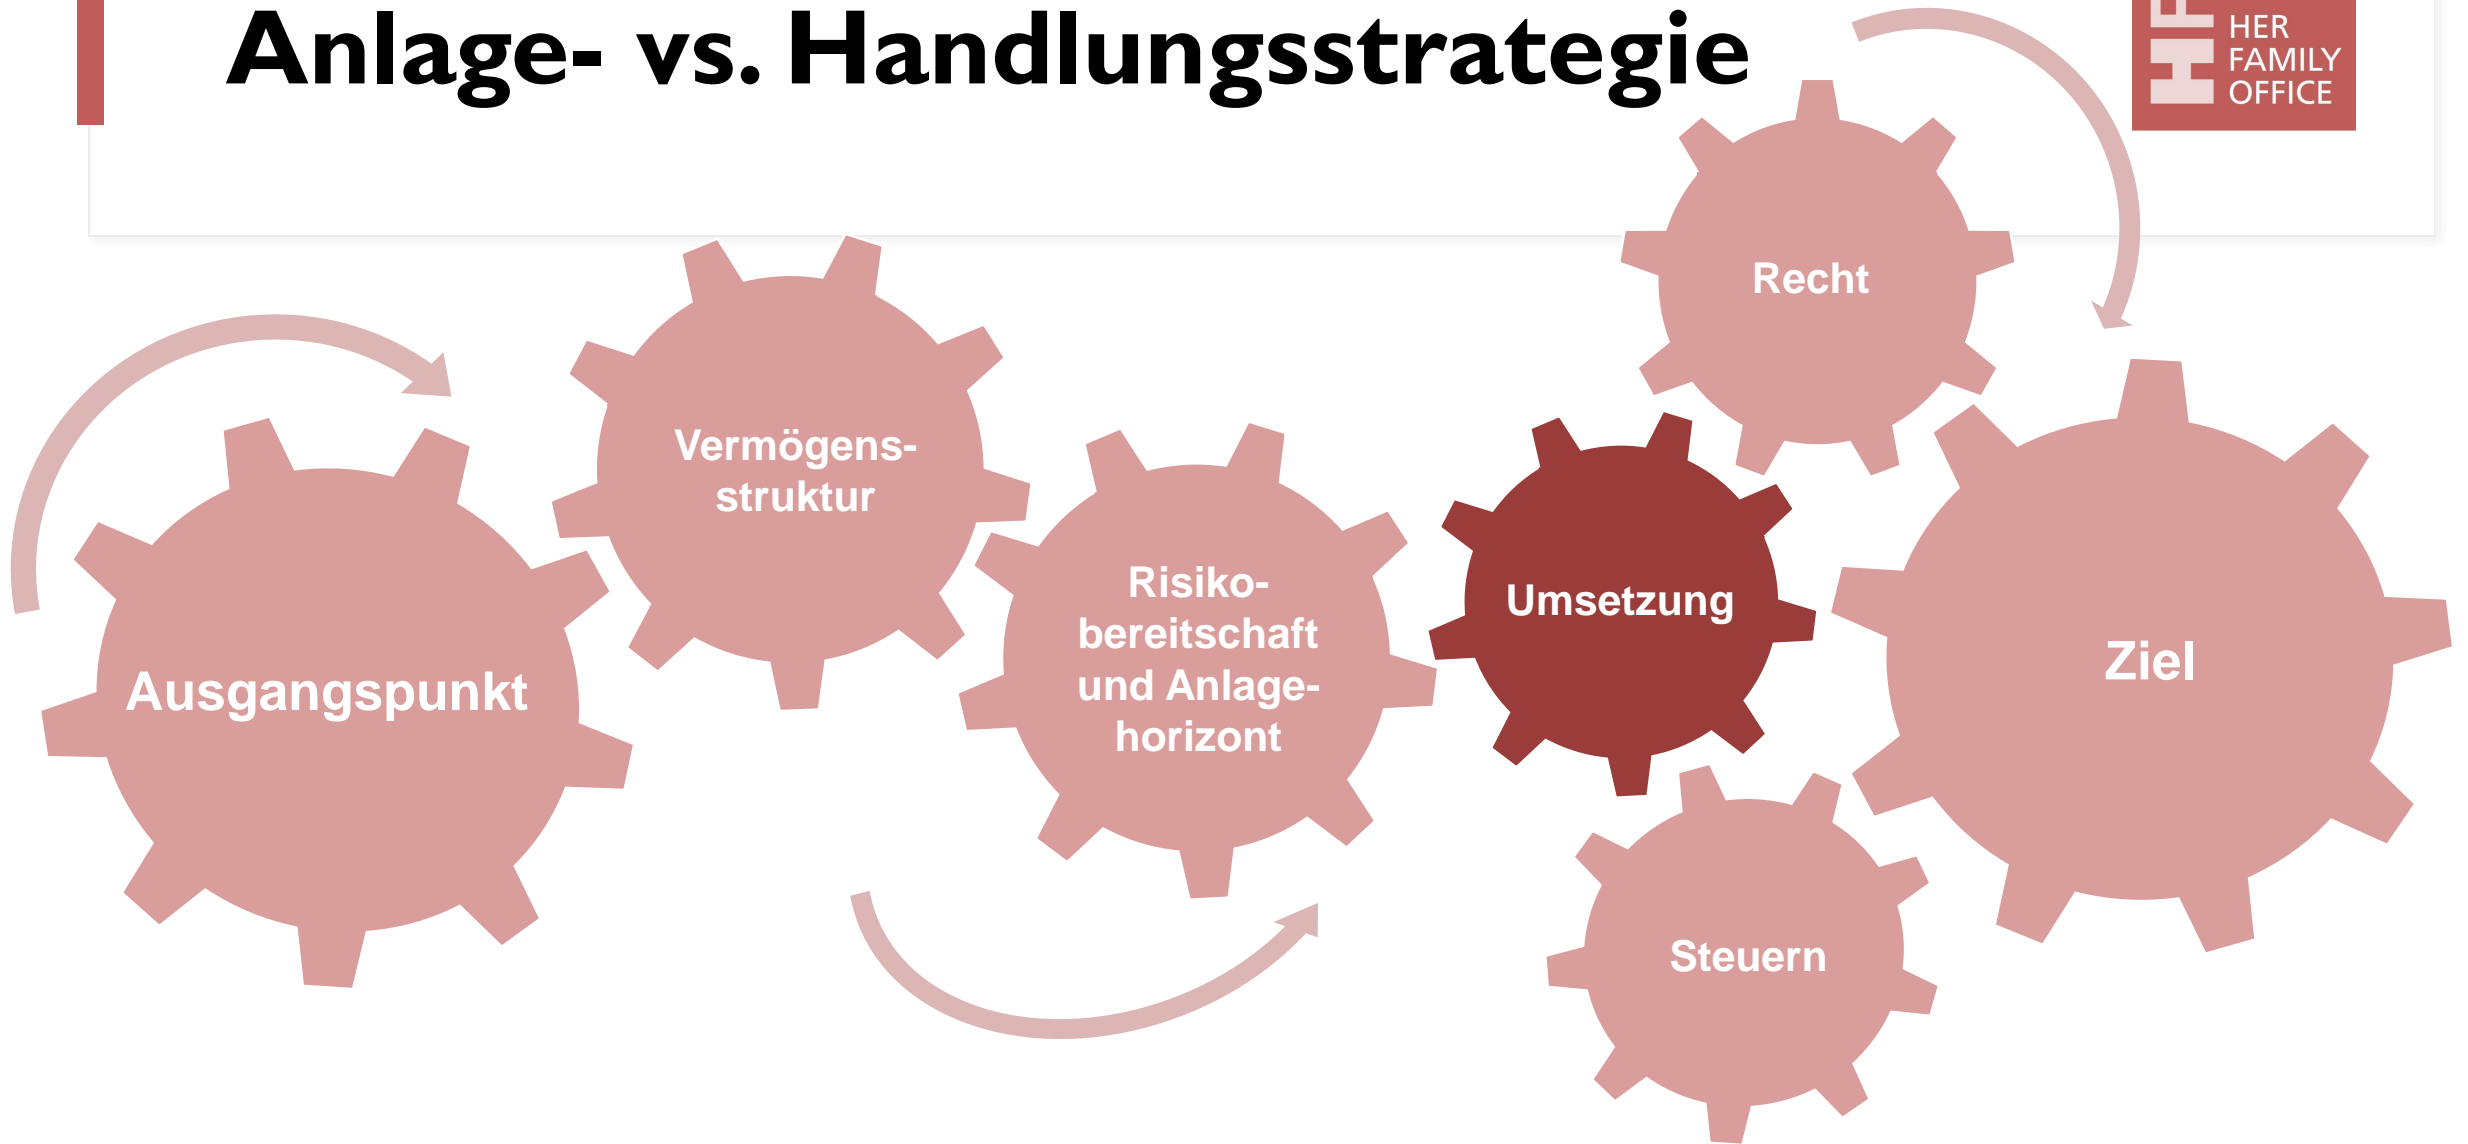 Anlage- vs. Handlungsstrategie
HER
FAMILY
OFFICE
Recht
Vermögens-
struktur
Risiko-
bereitschaft
und Anlage-
horizont
Umsetzung
Ausgangspunkt
Ziel
Steuern